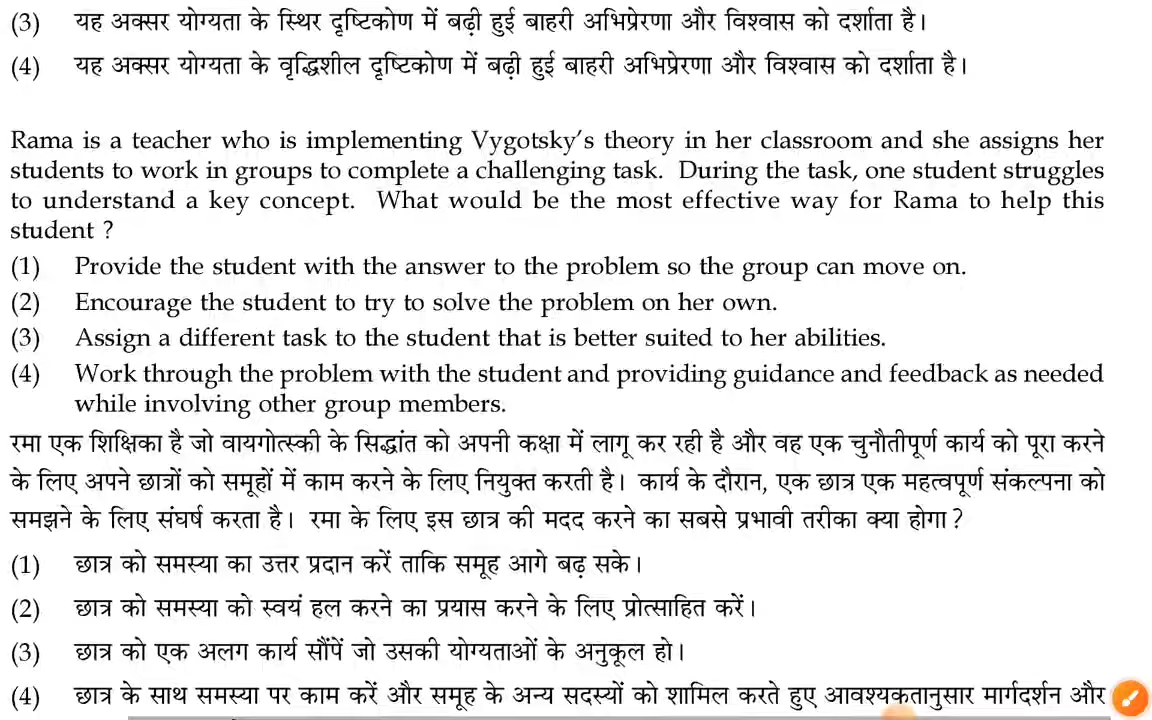 (3) यह अक्सर योग्यता के स्थिर दृष्टिकोण में बढ़ी हुई बाहरी अभिप्रेरणा और विश्वास को दर्शाता है।
(4) यह अक्सर योग्यता के वृद्धिशील दृष्टिकोण में बढ़ी हुई बाहरी अभिप्रेरणा और विश्वास को दर्शाता है।
Rama is a teacher who is implementing Vygotsky's theory in her classroom and she assigns her
students to work in groups to complete a challenging task. During the task, one student struggles
to understand a key concept. What would be the most effective way for Rama to help this
student ?
(1) Provide the student with the answer to the problem so the group can move on.
(2) Encourage the student to try to solve the problem on her own.
(3) Assign a different task to the student that is better suited to her abilities.
(4) Work through the problem with the student and providing guidance and feedback as needed
while involving other group members.
रमा एक शिक्षिका है जो वायगोत्स्की के सिद्धांत को अपनी कक्षा में लागू कर रही है और वह एक चुनौतीपूर्ण कार्य को पूरा करने
के लिए अपने छात्रों को समूहों में काम करने के लिए नियुक्त करती है। कार्य के दौरान, एक छात्र एक महत्वपूर्ण संकल्पना को
समझने के लिए संघर्ष करता है। रमा के लिए इस छात्र की मदद करने का सबसे प्रभावी तरीका क्या होगा ?
(1) छात्र को समस्या का उत्तर प्रदान करें ताकि समूह आगे बढ़ सके।
(2) छात्र को समस्या को स्वयं हल करने का प्रयास करने के लिए प्रोत्साहित करें।
(3) छात्र को एक अलग कार्य सौंपें जो उसकी योग्यताओं के अनुकूल हो।
(4) छात्र के साथ समस्या पर काम करें और समूह के अन्य सदस्यों को शामिल करते हुए आवश्यकतानुसार मार्गदर्शन और